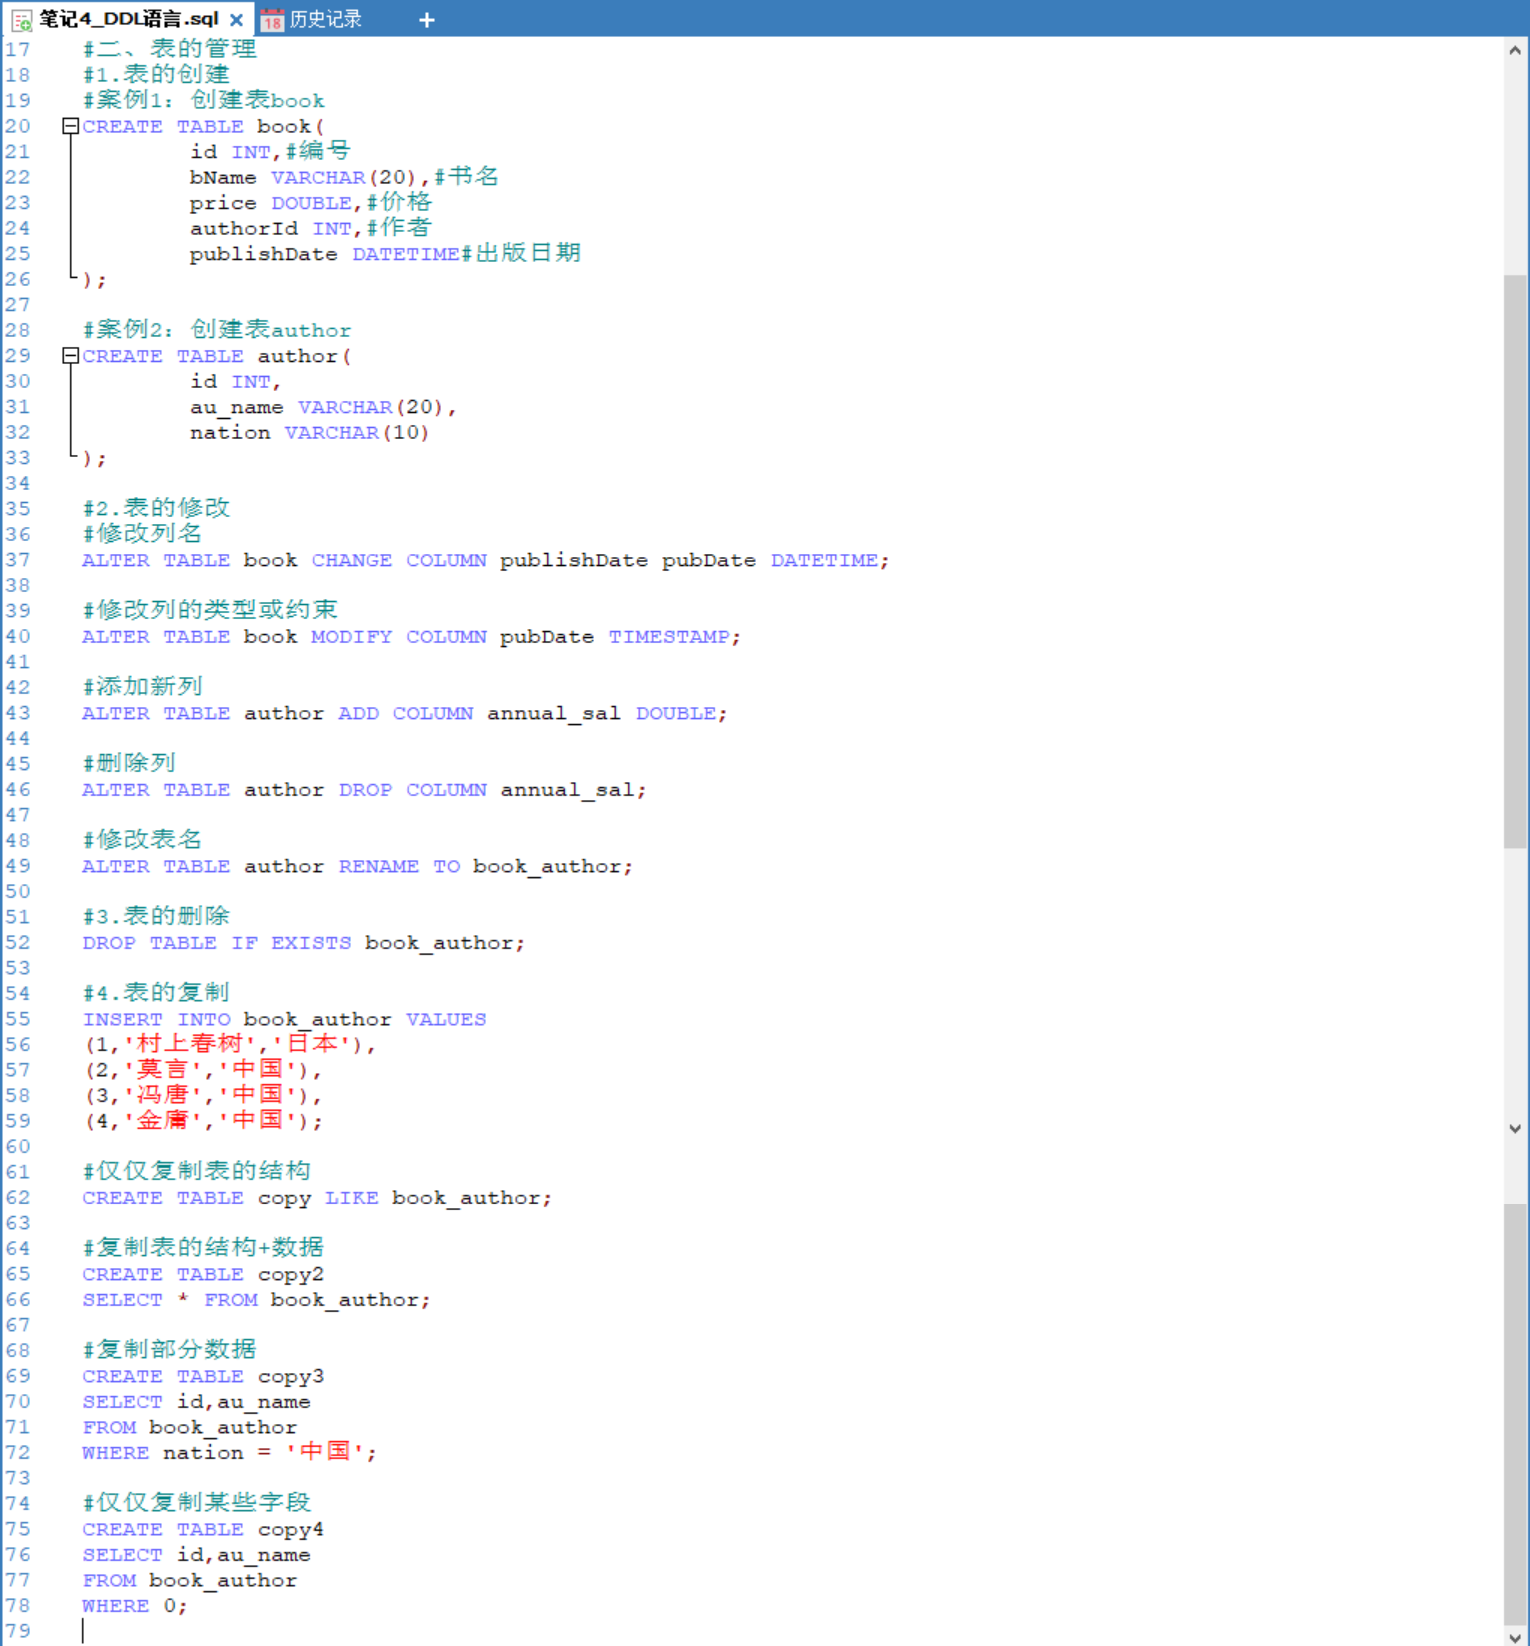 笔记4_DDL语言.sql × 18 历史记录 +
17 #二、表的管理
18 #1.表的创建
19 #案例1：创建表book
20 CREATE TABLE book(
21 id INT,#编号
22 bName VARCHAR(20),#书名
23 price DOUBLE,#价格
24 authorId INT,#作者
25 publishDate DATETIME#出版日期
26 );
27
28 #案例2：创建表author
29 CREATE TABLE author(
30 id INT,
31 au_name VARCHAR(20),
32 nation VARCHAR(10)
33 );
34
35 #2.表的修改
36 #修改列名
37 ALTER TABLE book CHANGE COLUMN publishDate pubDate DATETIME;
38
39 #修改列的类型或约束
40 ALTER TABLE book MODIFY COLUMN pubDate TIMESTAMP;
41
42 #添加新列
43 ALTER TABLE author ADD COLUMN annual_sal DOUBLE;
44
45 #删除列
46 ALTER TABLE author DROP COLUMN annual_sal;
47
48 #修改表名
49 ALTER TABLE author RENAME TO book_author;
50
51 #3.表的删除
52 DROP TABLE IF EXISTS book_author;
53
54 #4.表的复制
55 INSERT INTO book_author VALUES
56 (1,'村上春树','日本'),
57 (2,'莫言','中国'),
58 (3,'冯唐','中国'),
59 (4,'金庸','中国');
60
61 #仅仅复制表的结构
62 CREATE TABLE copy LIKE book_author;
63
64 #复制表的结构+数据
65 CREATE TABLE copy2
66 SELECT * FROM book_author;
67
68 #复制部分数据
69 CREATE TABLE copy3
70 SELECT id,au_name
71 FROM book_author
72 WHERE nation = '中国';
73
74 #仅仅复制某些字段
75 CREATE TABLE copy4
76 SELECT id,au_name
77 FROM book_author
78 WHERE 0;
79